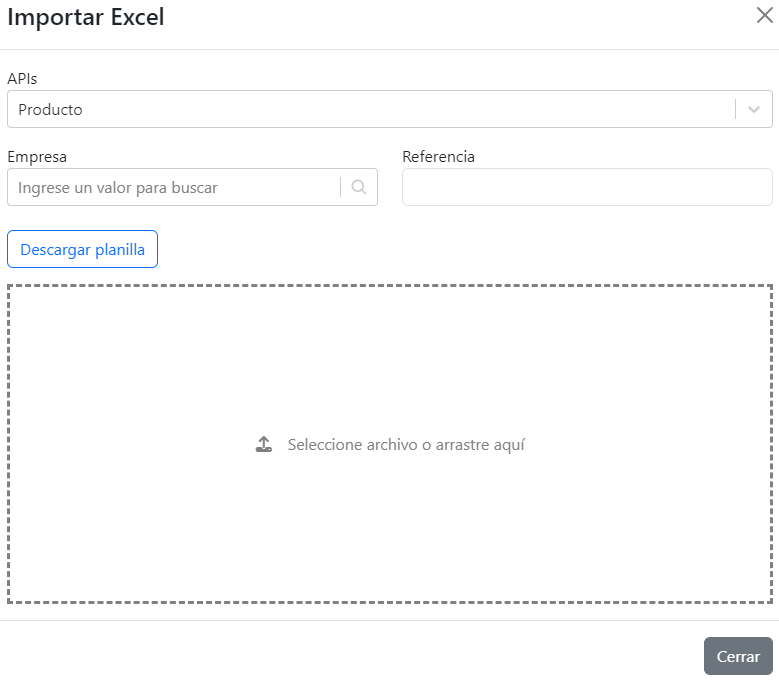 Importar Excel
APIs
Producto
Empresa
Referencia
Ingrese un valor para buscar
Descargar planilla
Seleccione archivo o arrastre aquí
Cerrar